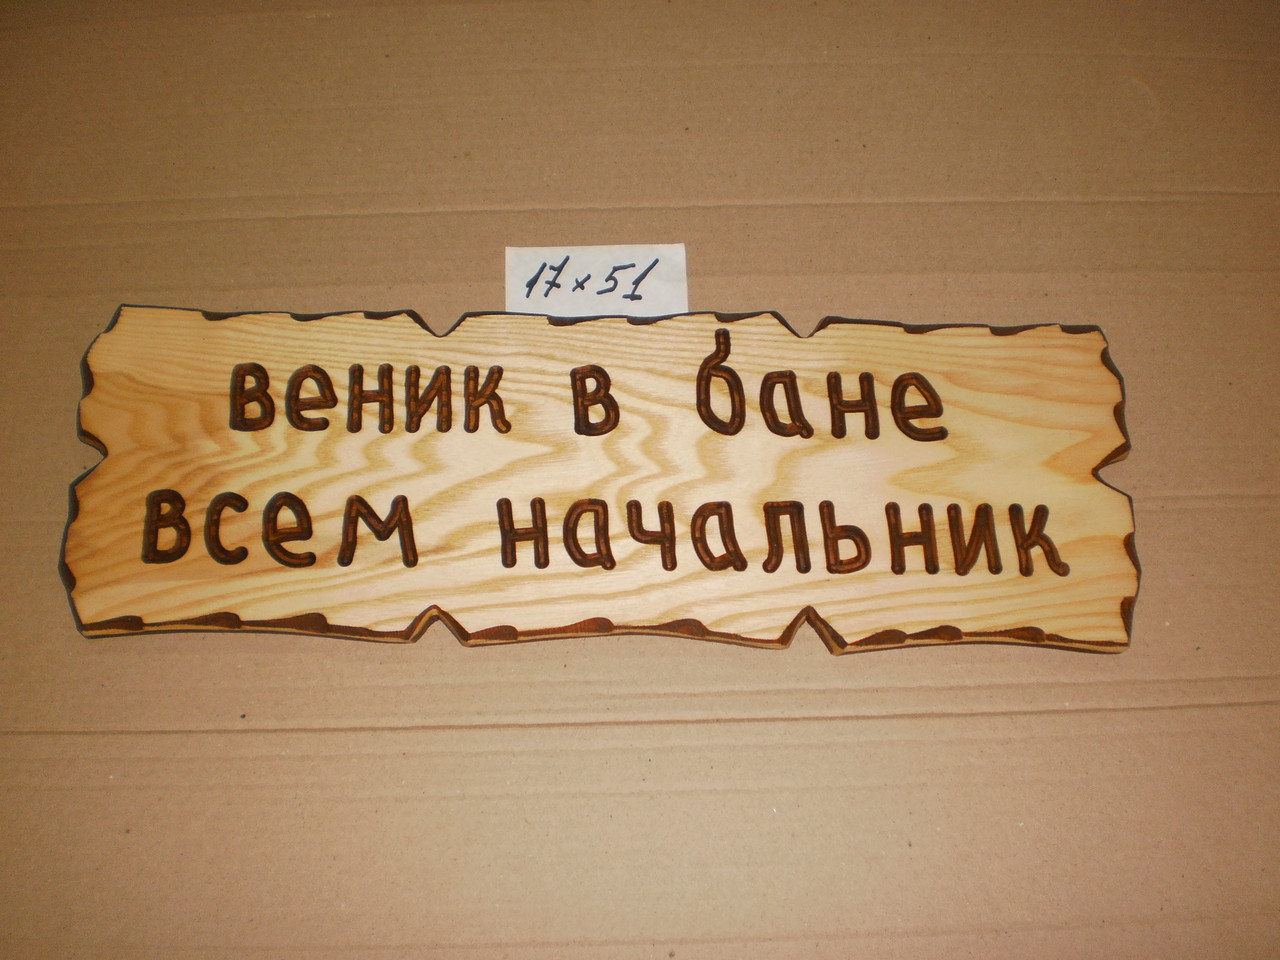 17×51
веник в бане
всем начальник